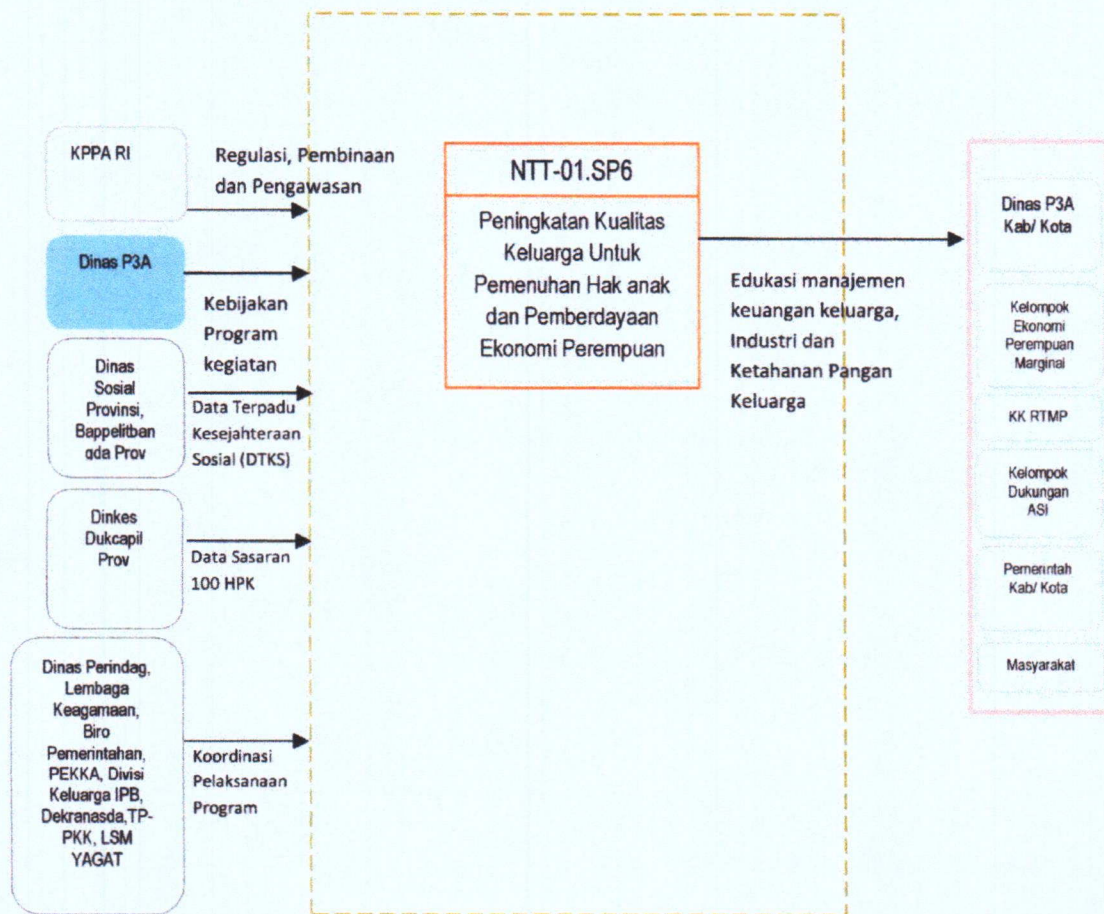 KPPA RI
Regulasi, Pembinaan
dan Pengawasan
Dinas P3A
Kebijakan
Program
kegiatan
Dinas
Sosial
Provinsi,
Bappelitban
gda Prov
Data Terpadu
Kesejahteraan
Sosial (DTKS)
Dinkes
Dukcapil
Prov
Data Sasaran
100 HPK
Dinas Perindag,
Lembaga
Keagamaan,
Biro
Pemerintahan,
PEKKA, Divisi
Keluarga IPB,
Dekranasda,TP-
PKK, LSM
YAGAT
Koordinasi
Pelaksanaan
Program
NTT-01.SP6
Peningkatan Kualitas
Keluarga Untuk
Pemenuhan Hak anak
dan Pemberdayaan
Ekonomi Perempuan
Edukasi manajemen
keuangan keluarga,
Industri dan
Ketahanan Pangan
Keluarga
Dinas P3A
Kab/ Kota
Kelompok
Ekonomi
Perempuan
Marginal
KK RTMP
Kelompok
Dukungan
ASI
Pemerintah
Kab/ Kota
Masyarakat